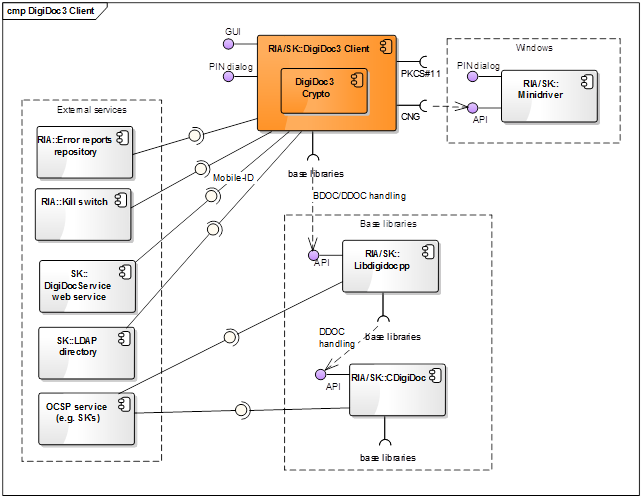 cmp DigiDoc3 Client
GUI
PIN dialog
RIA/SK::DigiDoc3 Client
DigiDoc3
Crypto
PKCS#11
CNG
Windows
PIN dialog
RIA/SK::
Minidriver
API
External services
RIA::Error reports
repository
RIA::Kill switch
SK::
DigiDocService
web service
SK::LDAP
directory
OCSP service
(e.g. SK's)
Mobile-ID
base libraries
BDOC/DDOC handling
Base libraries
RIA/SK::
Libdigidocpp
API
DDOC
handling
base libraries
RIA/SK::CDigiDoc
API
base libraries